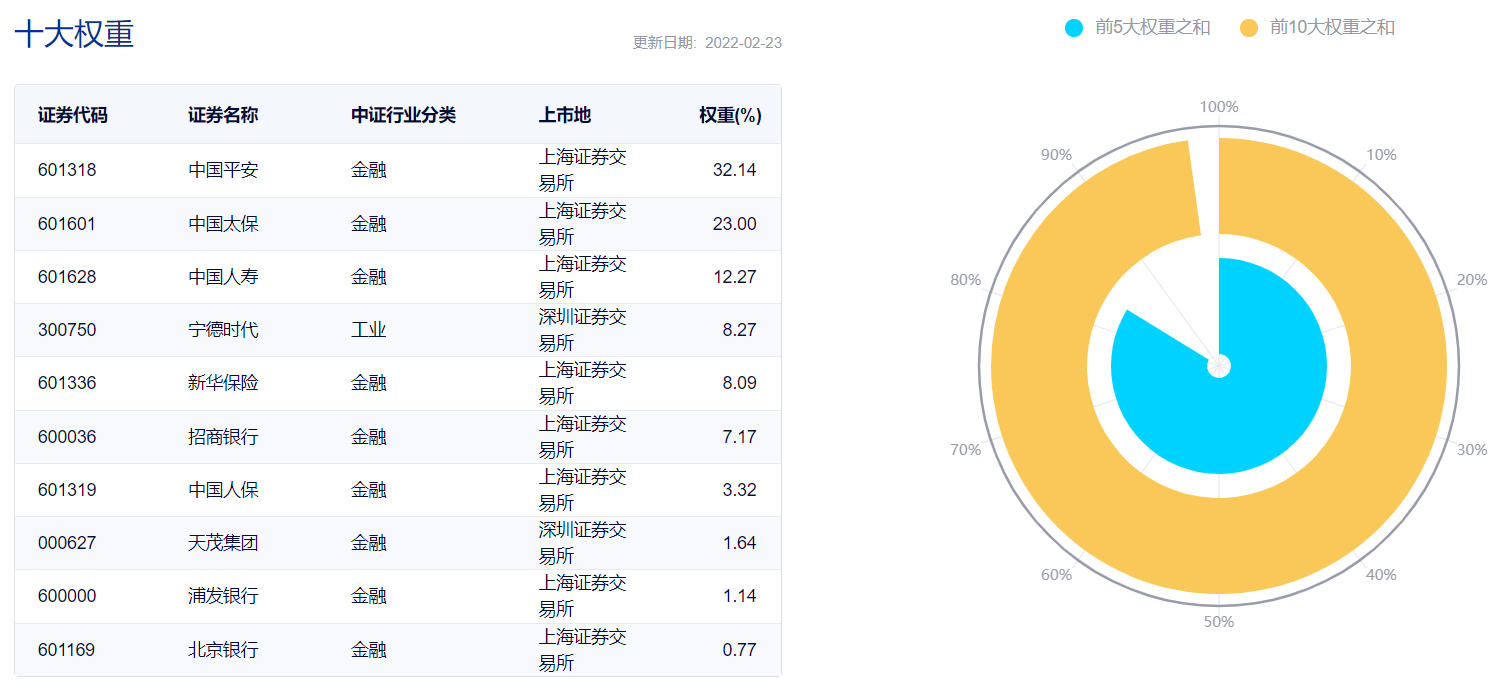 十大权重
更新日期: 2022-02-23
证券代码 证券名称 中证行业分类 上市地 权重(%)
601318 中国平安 金融 上海证券交 32.14
易所
601601 中国太保 金融 上海证券交 23.00
易所
601628 中国人寿 金融 上海证券交 12.27
易所
300750 宁德时代 工业 深圳证券交 8.27
易所
601336 新华保险 金融 上海证券交 8.09
易所
600036 招商银行 金融 上海证券交 7.17
易所
601319 中国人保 金融 上海证券交 3.32
易所
000627 天茂集团 金融 深圳证券交 1.64
易所
600000 浦发银行 金融 上海证券交 1.14
易所
601169 北京银行 金融 上海证券交 0.77
易所
前5大权重之和 前10大权重之和
100%
90% 10%
80% 20%
70% 30%
60% 40%
50%